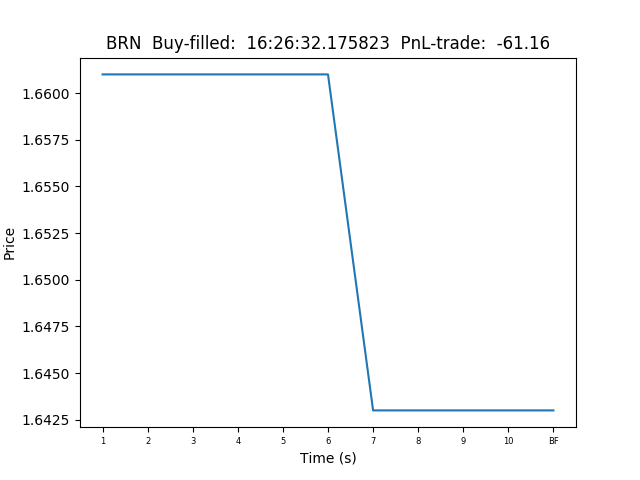 BRN  Buy-filled:  16:26:32.175823  PnL-trade:  -61.16
1.6600
1.6575
1.6550
1.6525
1.6500
1.6475
1.6450
1.6425
Price
1 2 3 4 5 6 7 8 9 10 BF
Time (s)